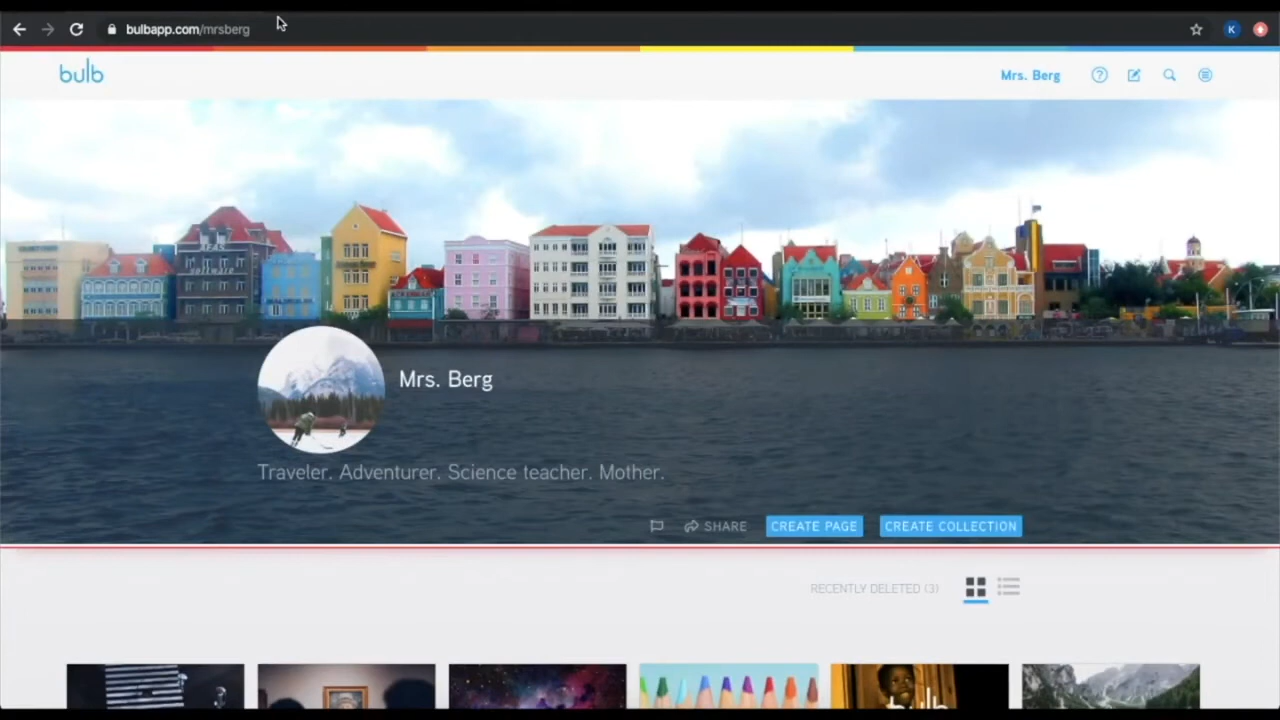 bulbapp.com/mrsberg
K
bulb
Mrs. Berg
?
Mrs. Berg
Traveler. Adventurer. Science teacher. Mother.
SHARE
CREATE PAGE
CREATE COLLECTION
RECENTLY DELETED (3)